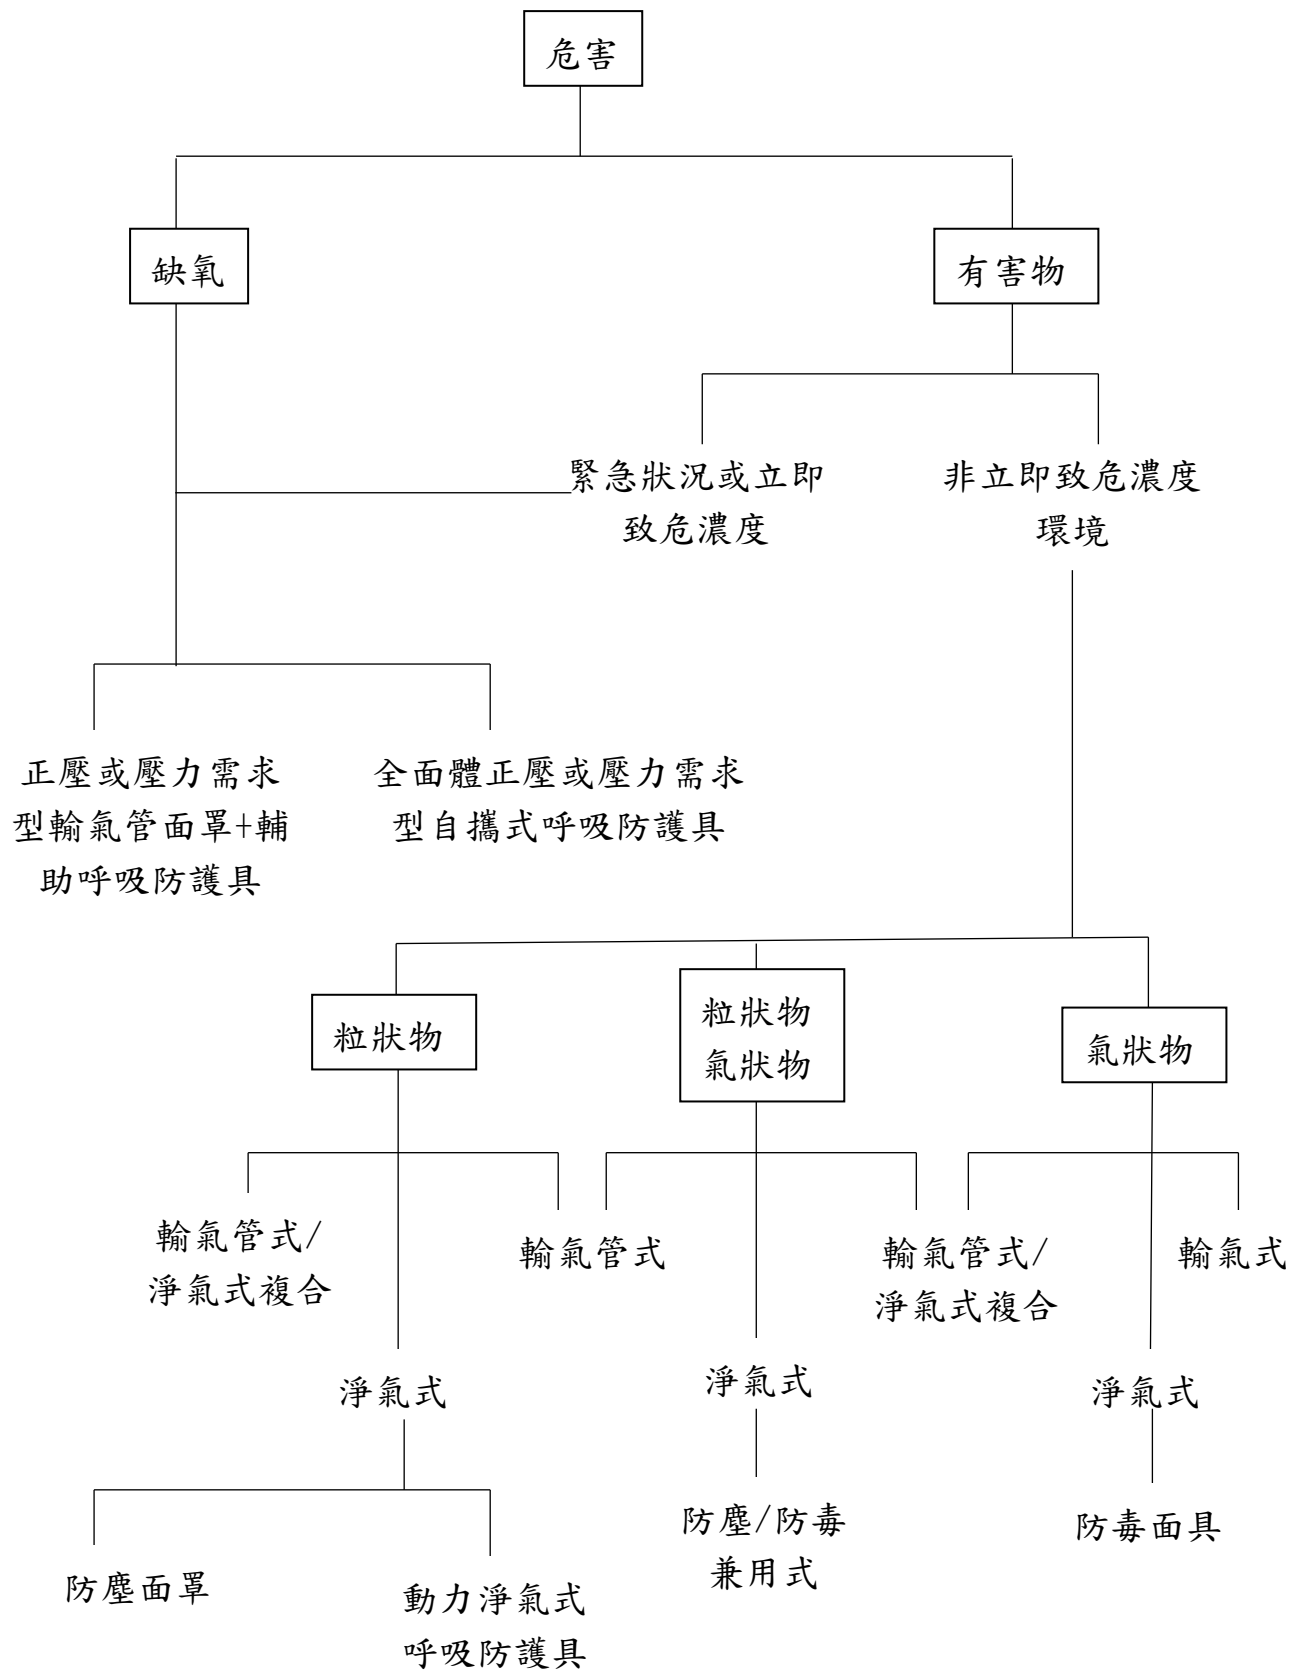 危害
缺氧
有害物
緊急狀況或立即
致危濃度
非立即致危濃度
環境
正壓或壓力需求
型輸氣管面罩+輔
助呼吸防護具
全面體正壓或壓力需求
型自攜式呼吸防護具
粒狀物
粒狀物
氣狀物
氣狀物
輸氣管式/
淨氣式複合
輸氣管式
輸氣管式/
淨氣式複合
輸氣式
淨氣式
淨氣式
淨氣式
防塵面罩
動力淨氣式
呼吸防護具
防塵/防毒
兼用式
防毒面具